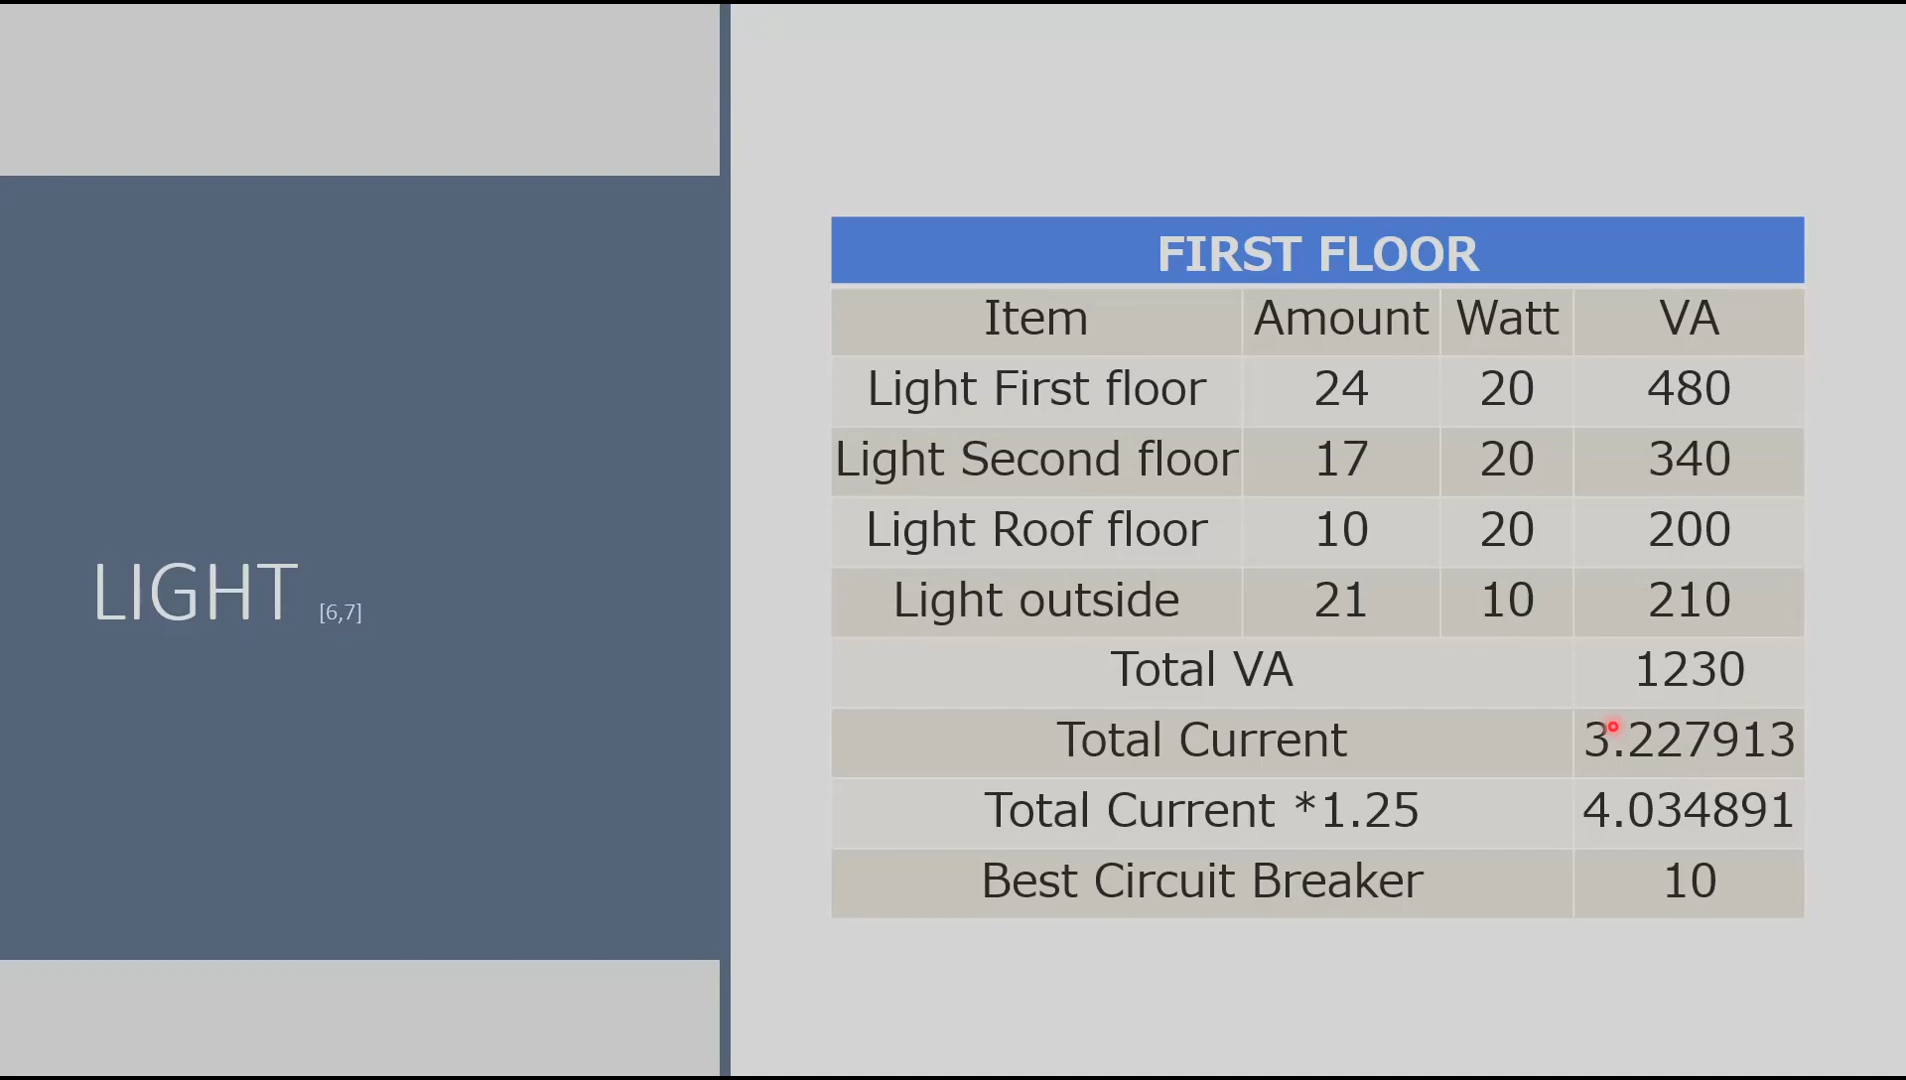 LIGHT [6,7]
FIRST FLOOR
Item Amount Watt VA
Light First floor 24 20 480
Light Second floor 17 20 340
Light Roof floor 10 20 200
Light outside 21 10 210
Total VA 1230
Total Current 3.227913
Total Current *1.25 4.034891
Best Circuit Breaker 10